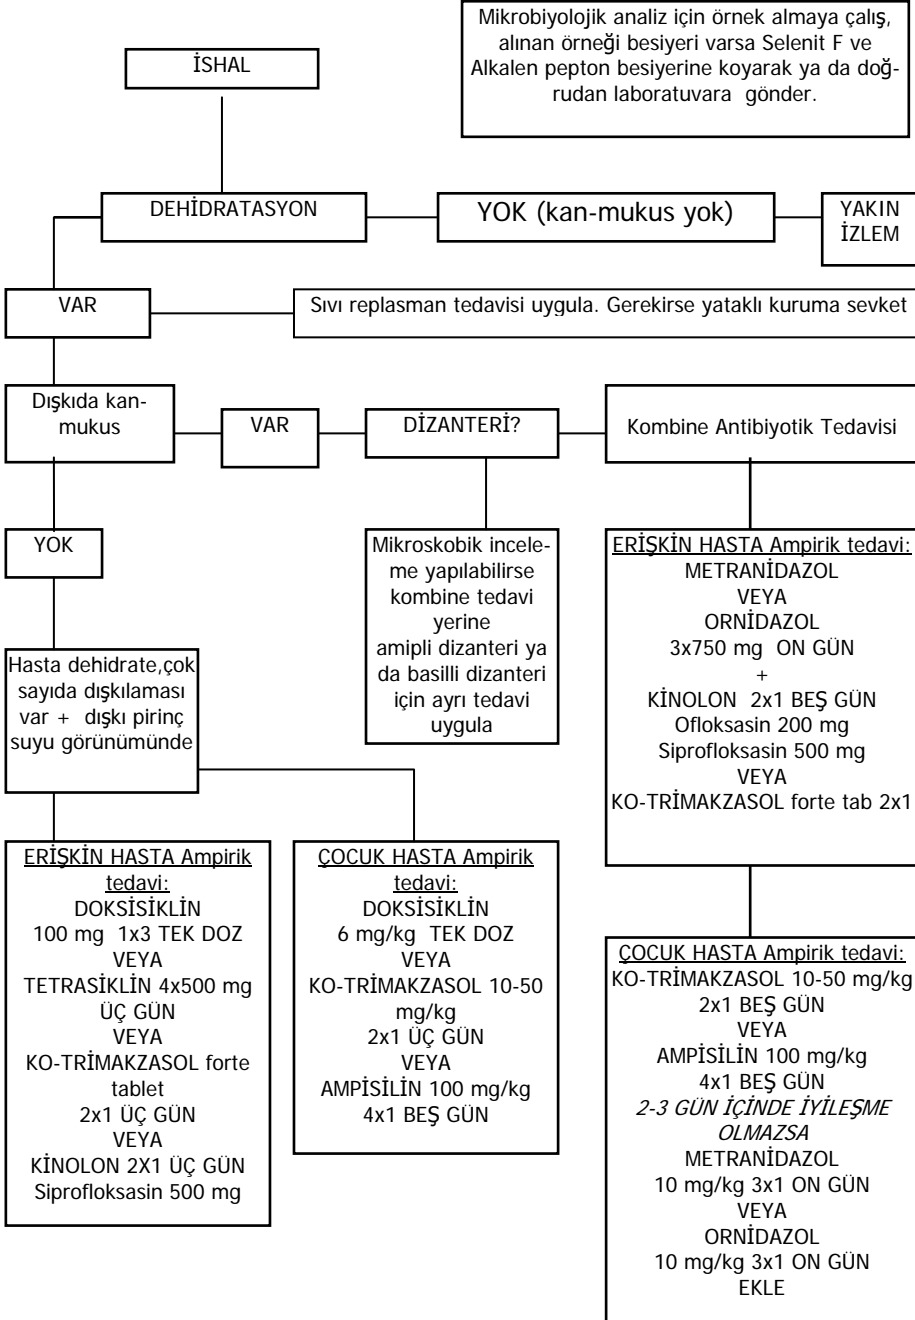 Mikrobiyolojik analiz için örnek almaya çalış,
alınan örneği besiyeri varsa Selenit F ve
Alkalen pepton besiyerine koyarak ya da doğ-
rudan laboratuvara gönder.
İSHAL
DEHİDRATASYON
YOK (kan-mukus yok)
YAKIN
İZLEM
VAR
Sıvı replasman tedavisi uygula. Gerekirse yataklı kuruma sevket
Dışkıda kan-
mukus
VAR
DİZANTERİ?
Kombine Antibiyotik Tedavisi
YOK
Mikroskobikincele-
me yapılabilirse
kombine tedavi
yerine
amipli dizanteri ya
da basilli dizanteri
için ayrı tedavi
uygula
ERİŞKİN HASTA Ampirik tedavi:
METRANİDAZOL
VEYA
ORNİDAZOL
3x750 mg ON GÜN
+
KİNOLON 2x1 BEŞ GÜN
Ofloksasin 200 mg
Siprofloksasin 500 mg
VEYA
KO-TRİMAKZASOL forte tab 2x1
Hasta dehidrate,çok
sayıda dışkılaması
var + dışkı pirinç
suyu görünümünde
ERİŞKİN HASTA Ampirik
tedavi:
DOKSİSİKLİN
100 mg 1x3 TEK DOZ
VEYA
TETRASİKLİN 4x500 mg
ÜÇ GÜN
VEYA
KO-TRİMAKZASOL forte
tablet
2x1 ÜÇ GÜN
VEYA
KİNOLON 2X1 ÜÇ GÜN
Siprofloksasin 500 mg
ÇOCUK HASTA Ampirik
tedavi:
DOKSİSİKLİN
6 mg/kg TEK DOZ
VEYA
KO-TRİMAKZASOL 10-50
mg/kg
2x1 ÜÇ GÜN
VEYA
AMPİSİLİN 100 mg/kg
4x1 BEŞ GÜN
ÇOCUK HASTA Ampirik tedavi:
KO-TRİMAKZASOL 10-50 mg/kg
2x1 BEŞ GÜN
VEYA
AMPİSİLİN 100 mg/kg
4x1 BEŞ GÜN
2-3 GÜN İÇİNDE İYİLEŞME
OLMAZSA
METRANİDAZOL
10 mg/kg 3x1 ON GÜN
VEYA
ORNİDAZOL
10 mg/kg 3x1 ON GÜN
EKLE